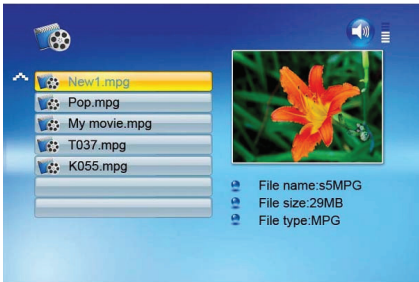 New1.mpg
Pop.mpg
My movie.mpg
T037.mpg
K055.mpg
File name:s5MPG
File size:29MB
File type:MPG